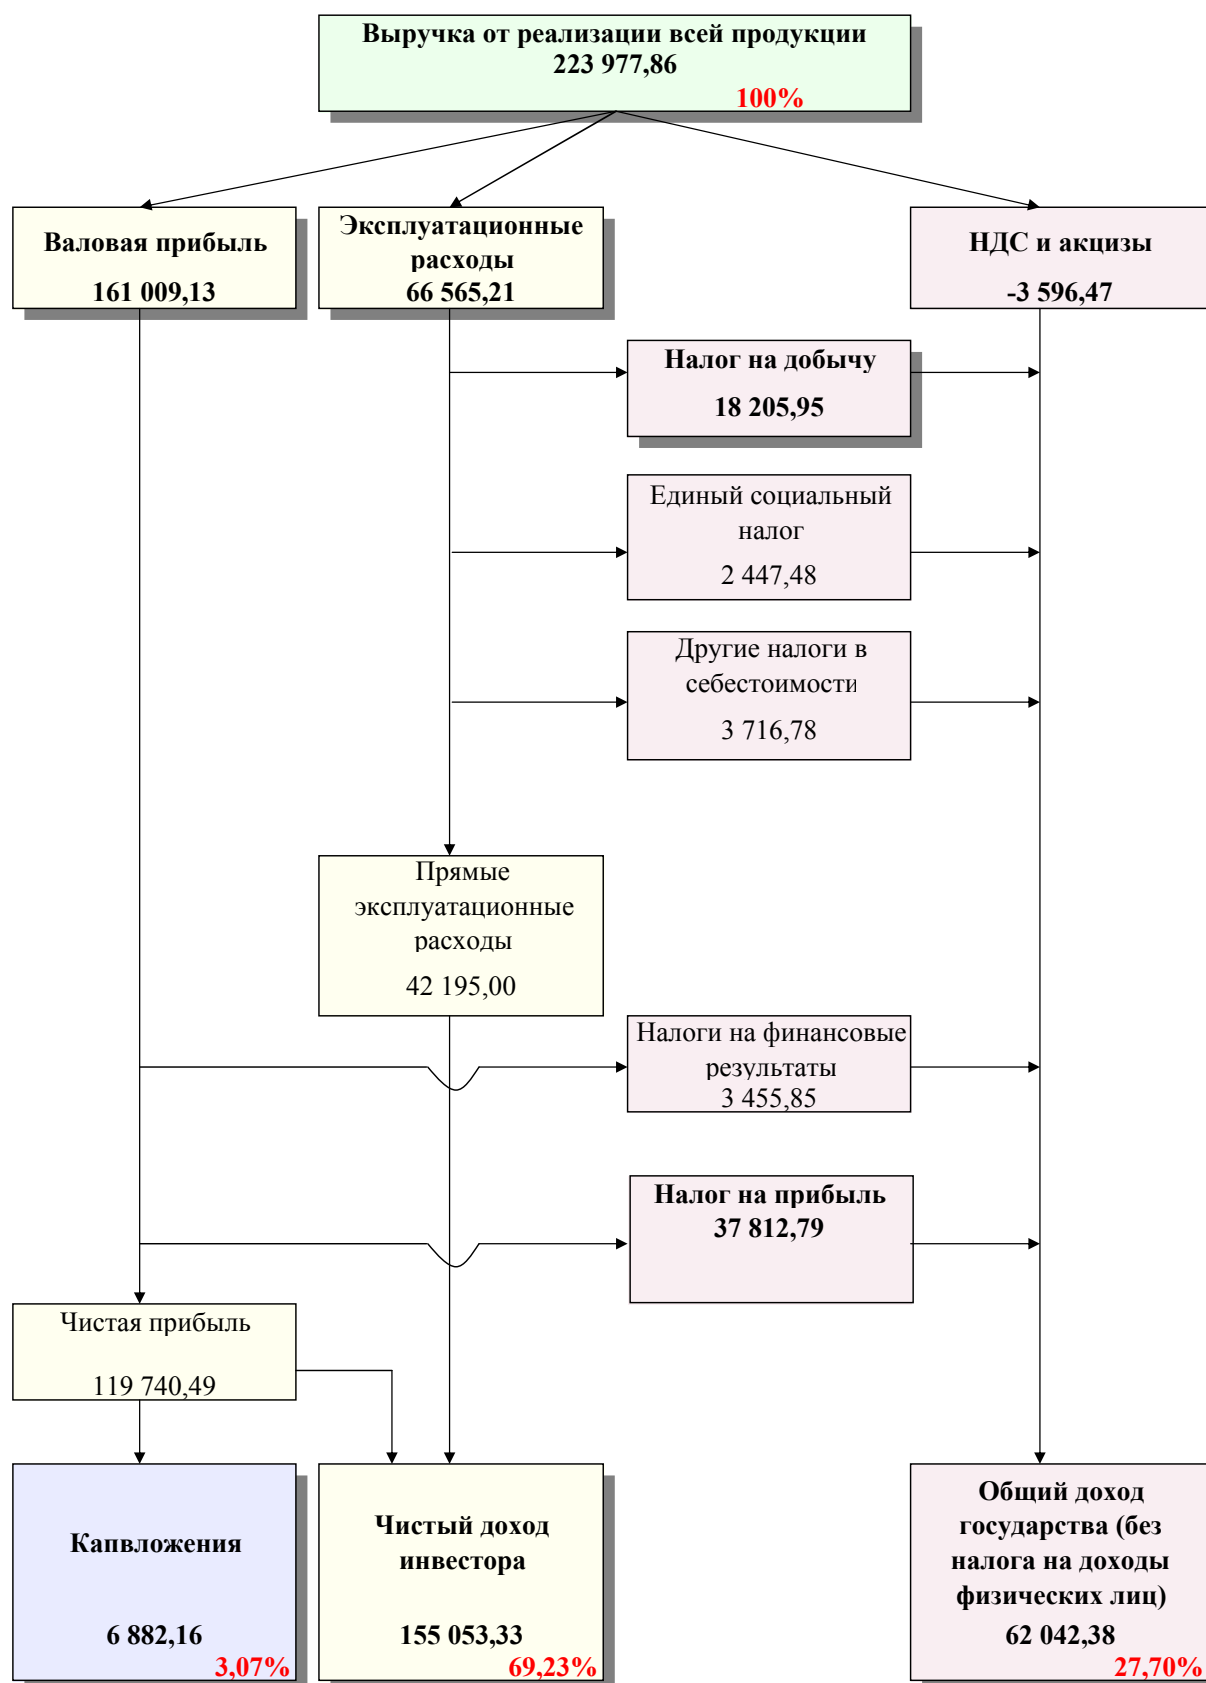 Выручка от реализации всей продукции
223 977,86
100%
Валовая прибыль
161 009,13
Эксплуатационные
расходы
66 565,21
НДС и акцизы
-3 596,47
Налог на добычу
18 205,95
Единый социальный
налог
2 447,48
Другие налоги в
себестоимости
3 716,78
Прямые
эксплуатационные
расходы
42 195,00
Налоги на финансовые
результаты
3 455,85
Налог на прибыль
37 812,79
Чистая прибыль
119 740,49
Капвложения
6 882,16
3,07%
Чистый доход
инвестора
155 053,33
69,23%
Общий доход
государства (без
налога на доходы
физических лиц)
62 042,38
27,70%